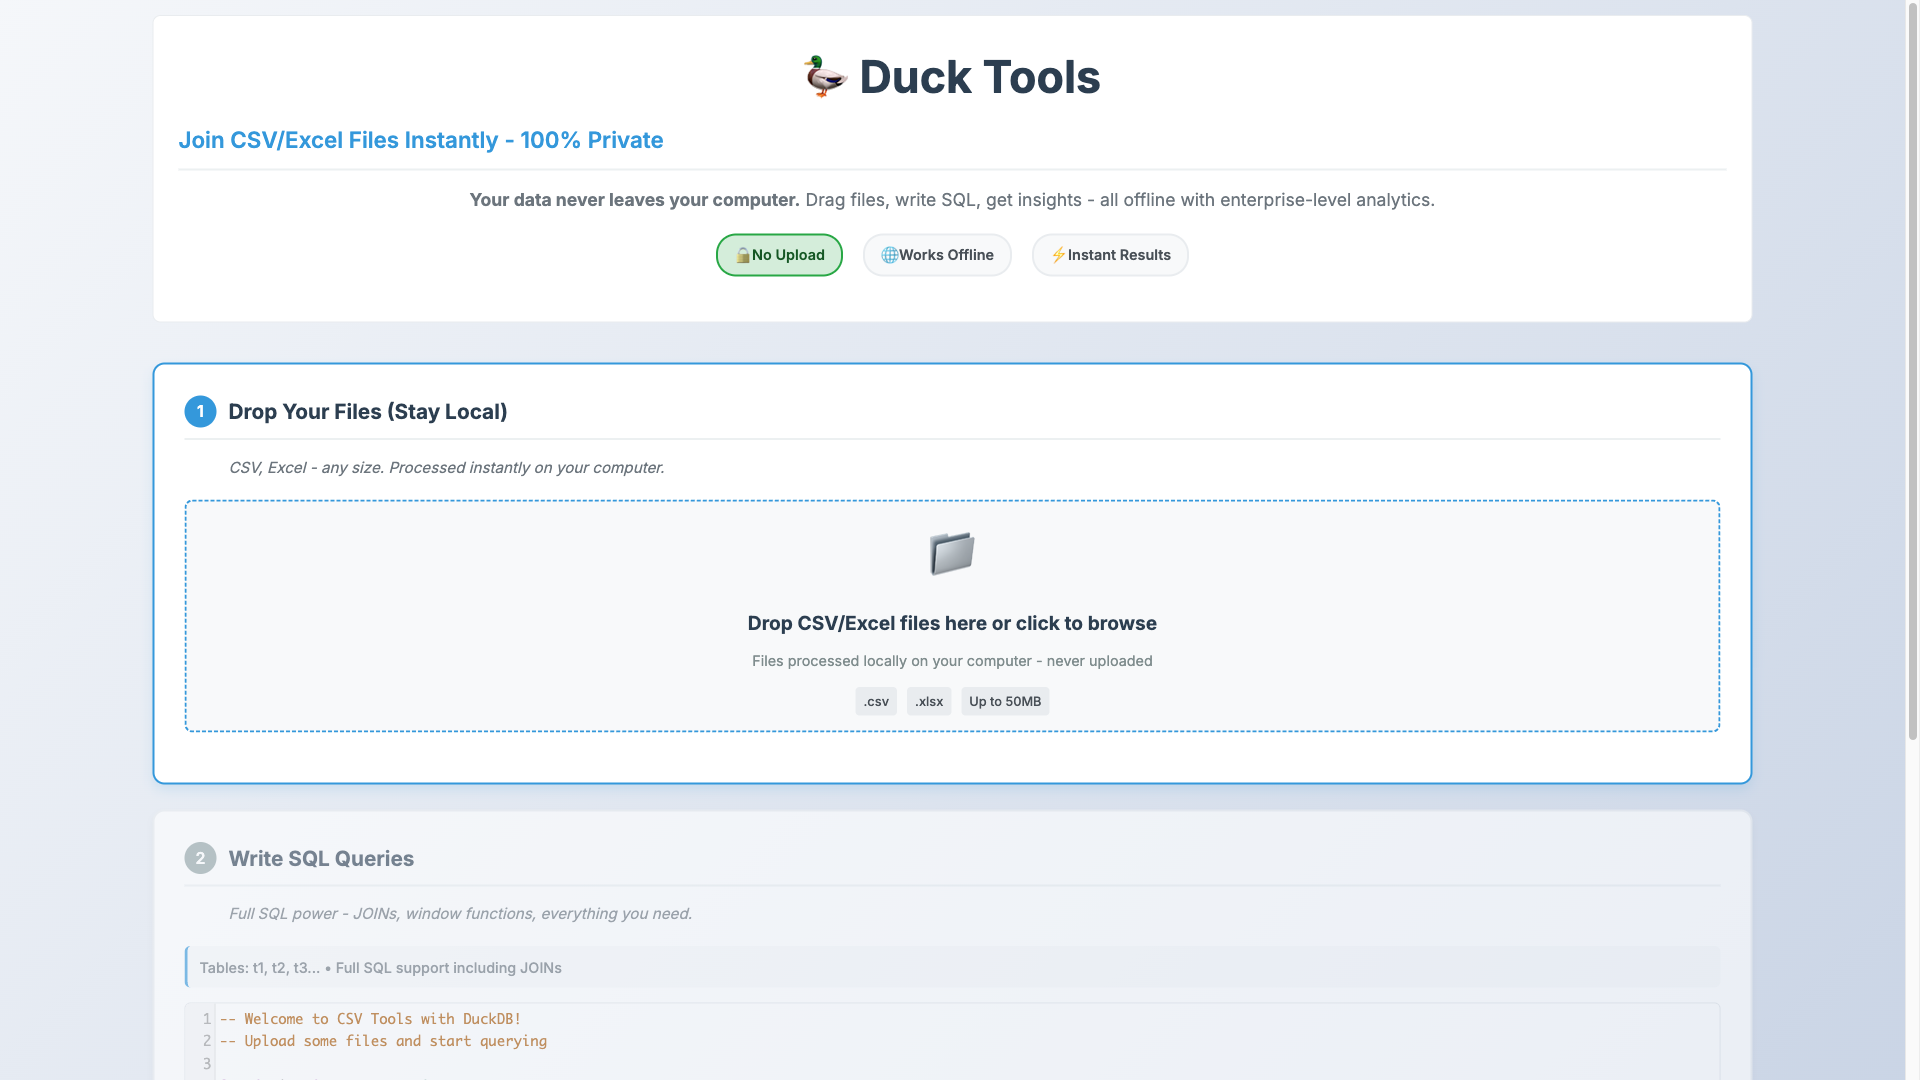 Duck Tools
Join CSV/Excel Files Instantly - 100% Private
Your data never leaves your computer. Drag files, write SQL, get insights - all offline with enterprise-level analytics.
No Upload
Works Offline
Instant Results
1
Drop Your Files (Stay Local)
CSV, Excel - any size. Processed instantly on your computer.
Drop CSV/Excel files here or click to browse
Files processed locally on your computer - never uploaded
.csv
.xlsx
Up to 50MB
2
Write SQL Queries
Full SQL power - JOINs, window functions, everything you need.
Tables: t1, t2, t3... • Full SQL support including JOINs
1 -- Welcome to CSV Tools with DuckDB!
2 -- Upload some files and start querying
3